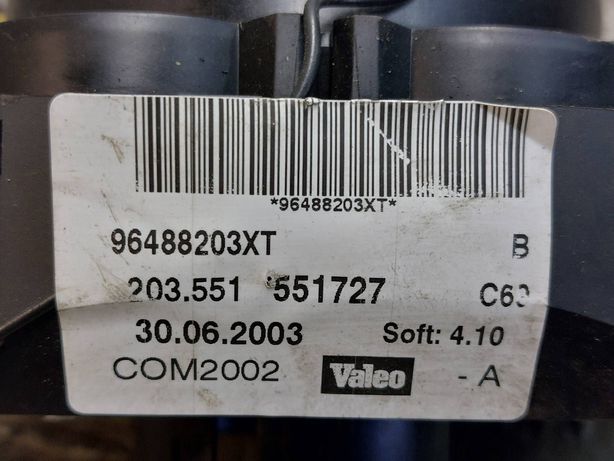 *96488203XT*
96488203XT B
203.551 551727
30.06.2003 Soft: 4.10
COM2002 Valeo - A